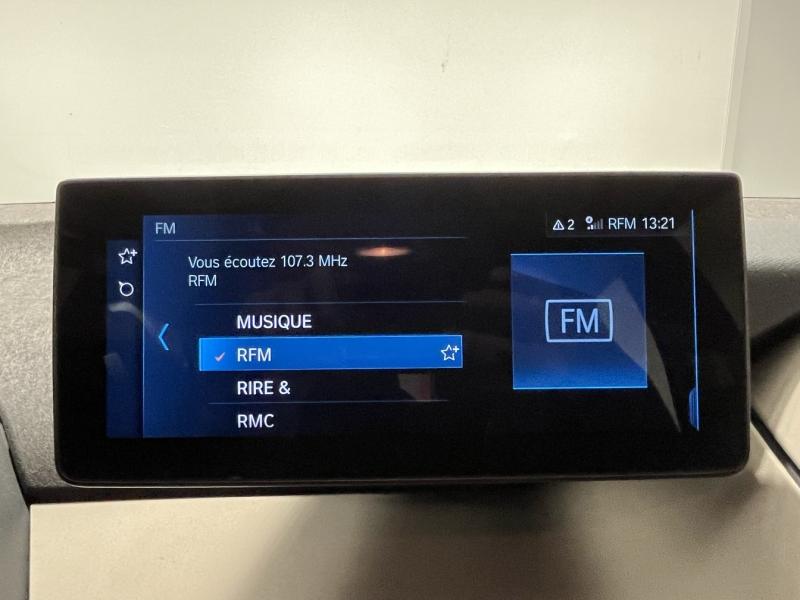 FM
2 RFM 13:21
Vous écoutez 107.3 MHz
RFM
MUSIQUE
RFM
RIRE &
RMC
FM